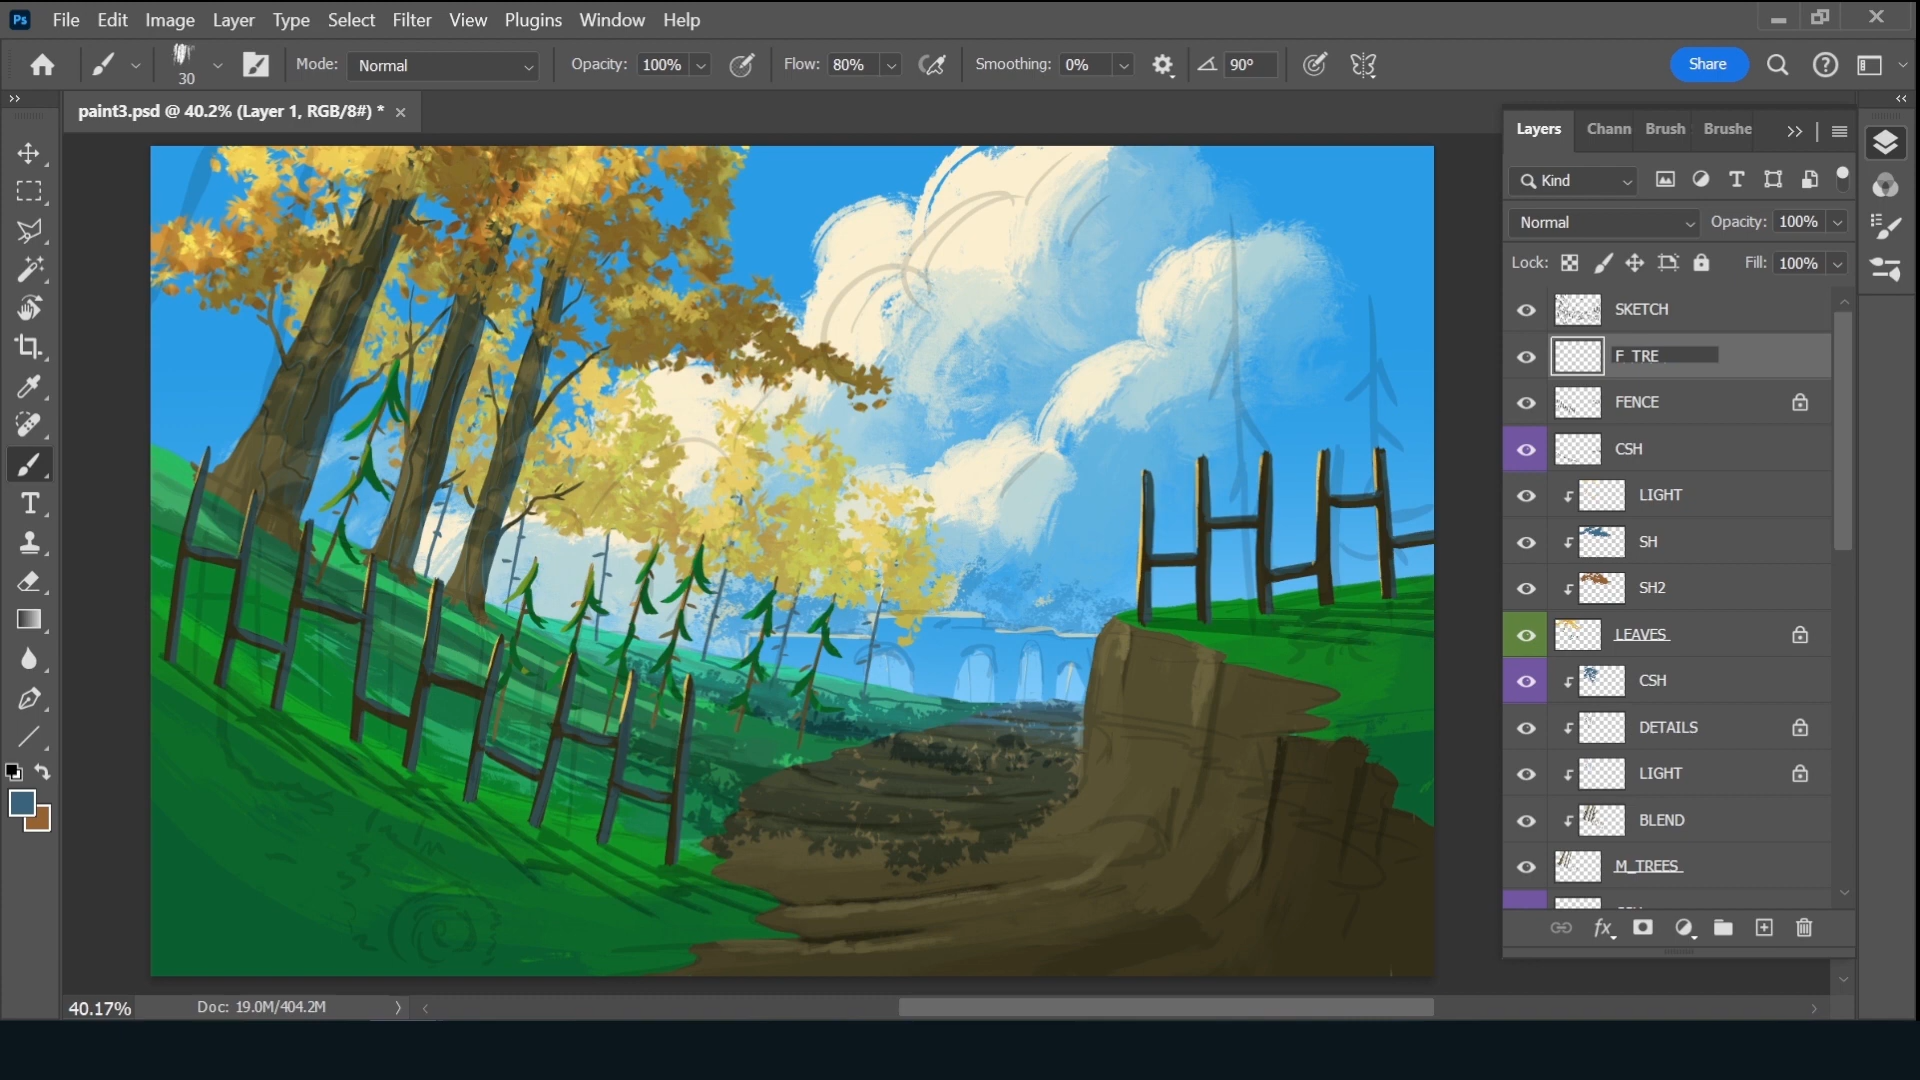 Ps File Edit Image Layer Type Select Filter View Plugins Window Help
30 Mode: Normal Opacity: 100% Flow: 80% Smoothing: 0% 90° Share
paint3.psd @ 40.2% (Layer 1, RGB/8#) *
Layers Chann Brush Brushe
Kind
Normal Opacity: 100%
Lock: Fill: 100%
SKETCH
F_TRE
FENCE
CSH
LIGHT
SH
SH2
LEAVES
CSH
DETAILS
LIGHT
BLEND
M_TREES
fx
40.17% Doc: 19.0M/404.2M